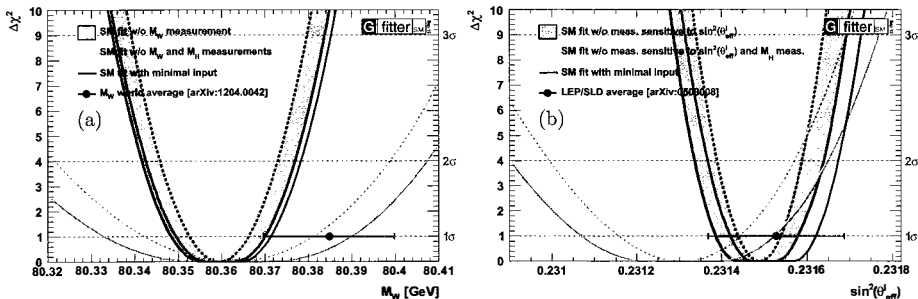 Δχ²
10
9
8
7
6
5
4
3
2
1
0
SM fit w/o M_W measurement
SM fit w/o M_W and M_H measurements
SM fit with minimal input
M_W world average [arXiv:1204.0042]
(a)
G fitter SM
3σ
2σ
1σ
80.32 80.33 80.34 80.35 80.36 80.37 80.38 80.39 80.4 80.41
M_W [GeV]
Δχ²
10
9
8
7
6
5
4
3
2
1
0
SM fit w/o meas. sensitive to sin²(θˡ_eff)
SM fit w/o meas. sensitive to sin²(θˡ_eff) and M_H meas.
SM fit with minimal input
LEP/SLD average [arXiv:0509008]
(b)
G fitter SM
3σ
2σ
1σ
0.231 0.2312 0.2314 0.2316 0.2318
sin²(θˡ_eff)